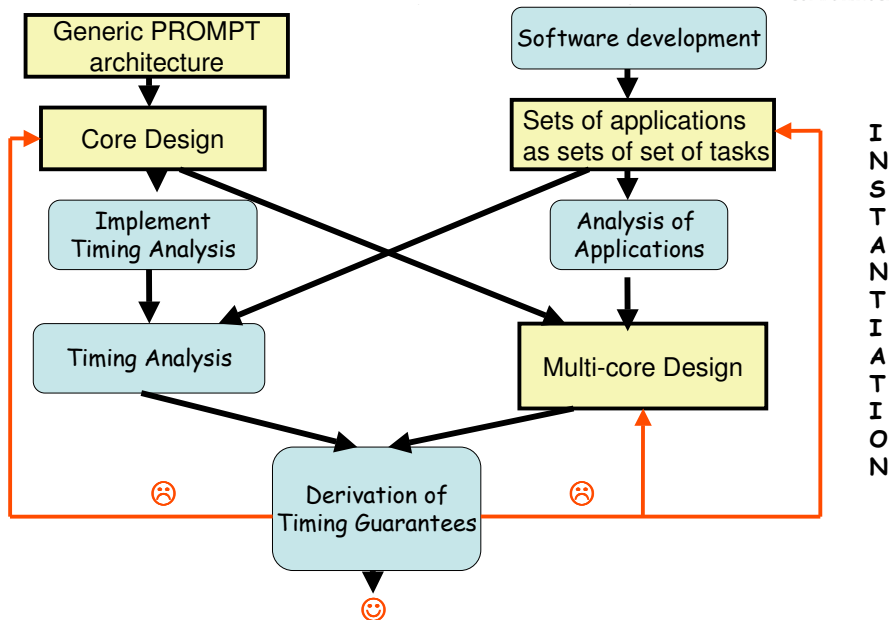 Generic PROMPT
architecture
Software development
Core Design
Sets of applications
as sets of set of tasks
Implement
Timing Analysis
Analysis of
Applications
Timing Analysis
Multi-core Design
Derivation of
Timing Guarantees
INSTANTIATION